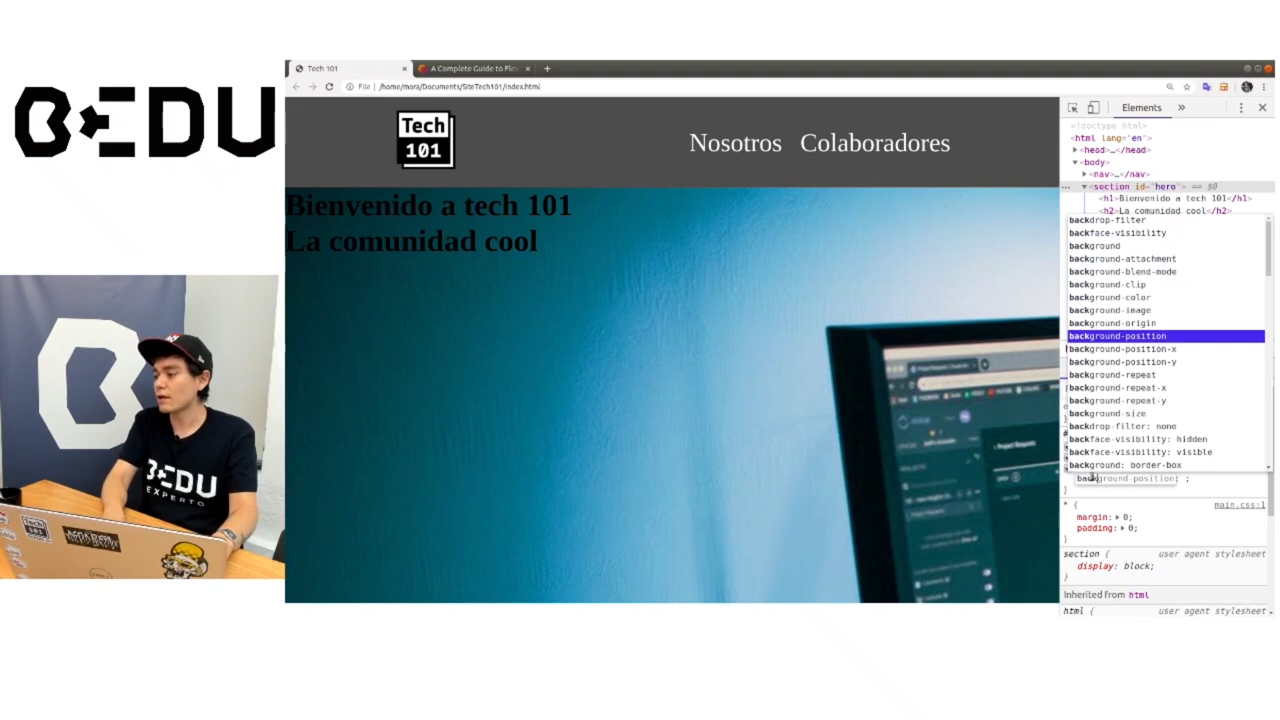 BEDU
Tech 101
A Complete Guide to Fle
File | /home/mora/Documents/SiteTech101/index.html
Tech
101
Nosotros Colaboradores
Bienvenido a tech 101
La comunidad cool
Elements
<!doctype html>
<html lang="en">
<head>…</head>
<body>
<nav>…</nav>
<section id="hero"> == $0
<h1>Bienvenido a tech 101</h1>
<h2>La comunidad cool</h2>
backdrop-filter
backface-visibility
background
background-attachment
background-blend-mode
background-clip
background-color
background-image
background-origin
background-position
background-position-x
background-position-y
background-repeat
background-repeat-x
background-repeat-y
background-size
backdrop-filter: none
backface-visibility: hidden
backface-visibility: visible
background: border-box
background-position: ;
}
* {
main.css:1
margin: 0;
padding: 0;
}
section {
user agent stylesheet
display: block;
}
Inherited from html
html {
user agent stylesheet
BEDU
EXPERTO
Tech
101
Project Requests